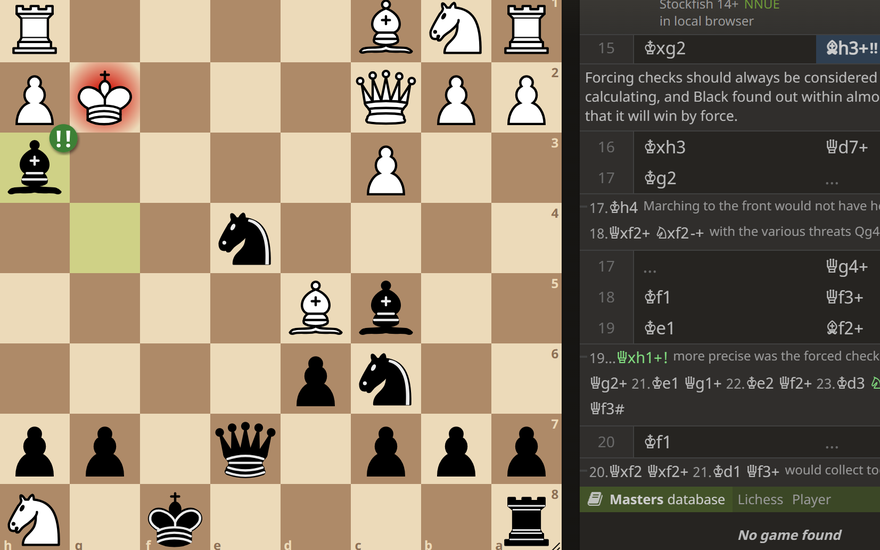 Stockfish 14+ NNUE
in local browser
15 ♔xg2 ♝h3+!!
Forcing checks should always be considered
calculating, and Black found out within almo
that it will win by force.
16 ♔xh3 ♕d7+
17 ♔g2 ...
17.♔h4 Marching to the front would not have h
18.♕xf2+ ♘xf2-+ with the various threats Qg4
17 ... ♕g4+
18 ♔f1 ♕f3+
19 ♔e1 ♗f2+
19...♕xh1+! more precise was the forced check
♕g2+ 21.♔e1 ♕g1+ 22.♔e2 ♕f2+ 23.♔d3
♕f3#
20 ♔f1 ...
20.♕xf2 ♕xf2+ 21.♔d1 ♕f3+ would collect to
Masters database Lichess Player
No game found
1
2
3
4
5
6
7
8
h g f e d c b a
!!